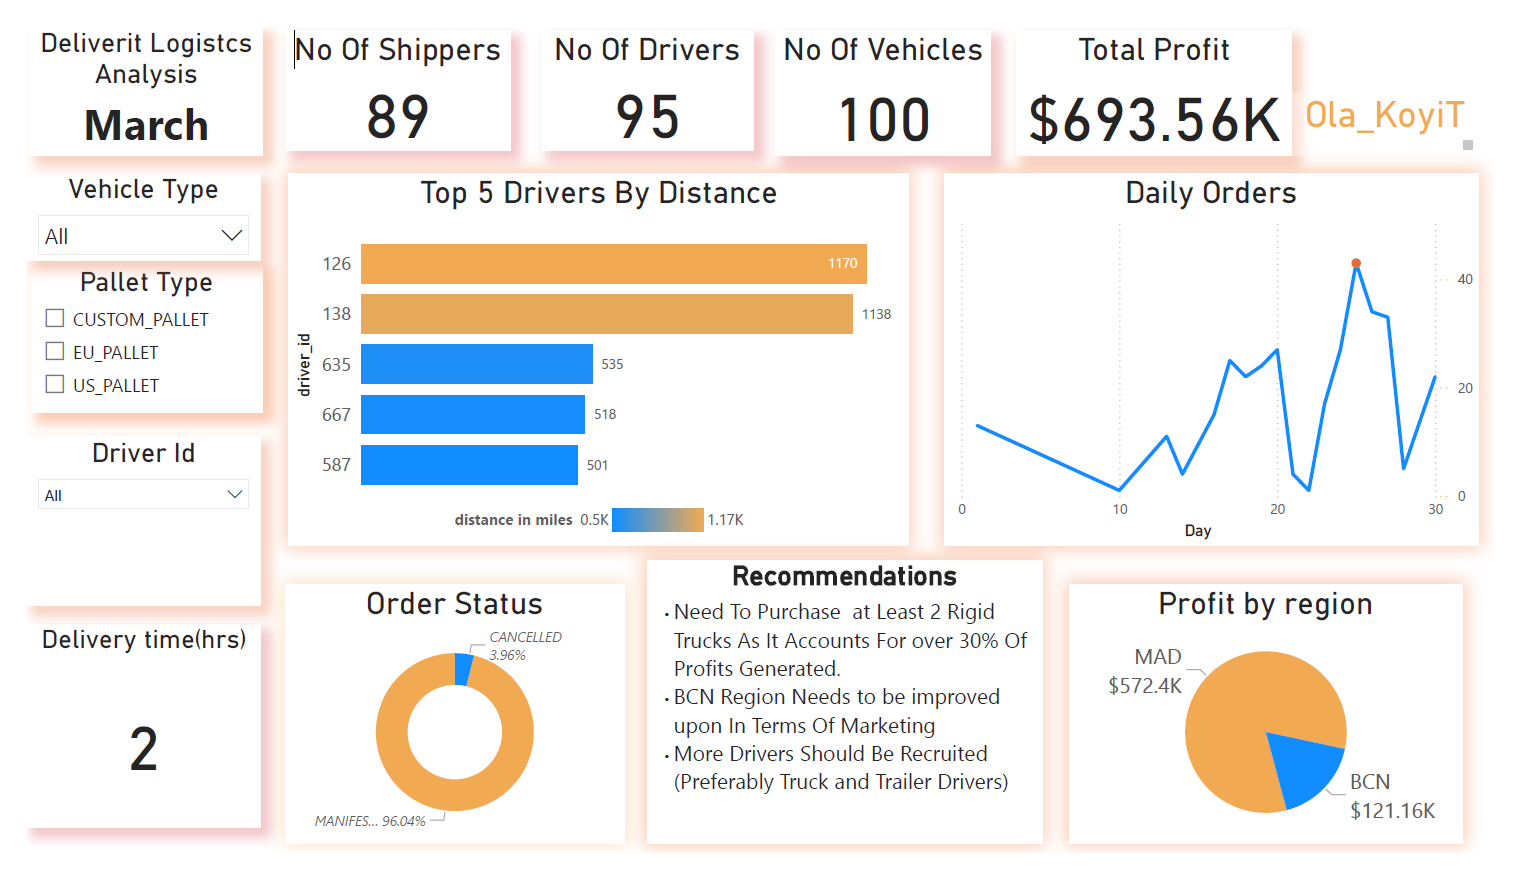 Deliverit Logistcs
Analysis
March
No Of Shippers
89
No Of Drivers
95
No Of Vehicles
100
Total Profit
$693.56K
Ola_KoyiT
Vehicle Type
All
Pallet Type
CUSTOM_PALLET
EU_PALLET
US_PALLET
Driver Id
All
Delivery time(hrs)
2
Top 5 Drivers By Distance
driver_id
126 1170
138 1138
635 535
667 518
587 501
distance in miles 0.5K 1.17K
Daily Orders
40
20
0
0 10 20 30
Day
Order Status
CANCELLED
3.96%
MANIFES... 96.04%
Recommendations
• Need To Purchase at Least 2 Rigid
Trucks As It Accounts For over 30% Of
Profits Generated.
• BCN Region Needs to be improved
upon In Terms Of Marketing
• More Drivers Should Be Recruited
(Preferably Truck and Trailer Drivers)
Profit by region
MAD
$572.4K
BCN
$121.16K